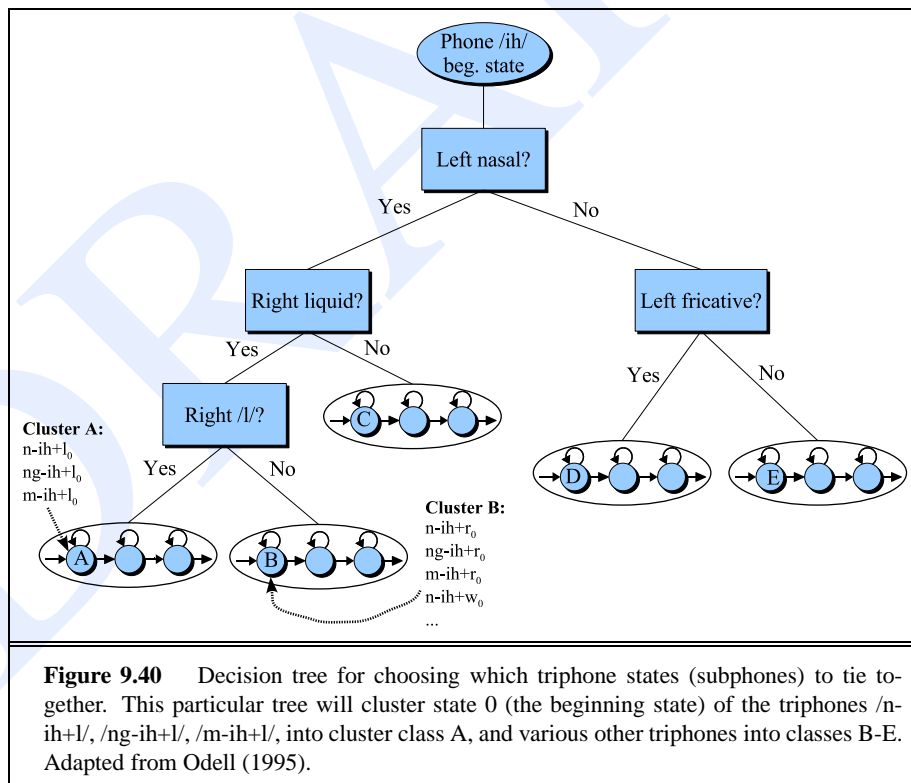 DRAF
Phone /ih/
beg. state
Left nasal?
Yes
No
Right liquid?
Left fricative?
Yes
No
Yes
No
Right /l/?
C
Cluster A:
n-ih+l₀
ng-ih+l₀
m-ih+l₀
Yes
No
D
E
Cluster B:
n-ih+r₀
ng-ih+r₀
m-ih+r₀
n-ih+w₀
...
A
B
Figure 9.40 Decision tree for choosing which triphone states (subphones) to tie to-
gether. This particular tree will cluster state 0 (the beginning state) of the triphones /n-
ih+l/, /ng-ih+l/, /m-ih+l/, into cluster class A, and various other triphones into classes B-E.
Adapted from Odell (1995).